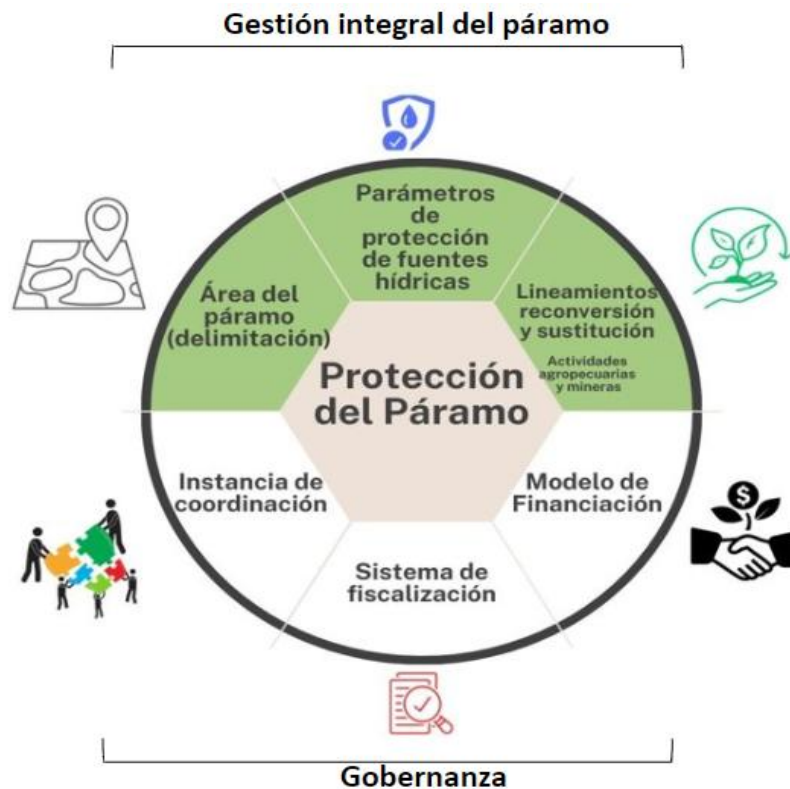 Gestión integral del páramo
Parámetros
de
protección
de fuentes
hídricas
Área del
páramo
(delimitación)
Lineamientos
reconversión
y sustitución
Actividades
agropecuarias
y mineras
Protección
del Páramo
Instancia de
coordinación
Modelo de
Financiación
Sistema de
fiscalización
$
Gobernanza